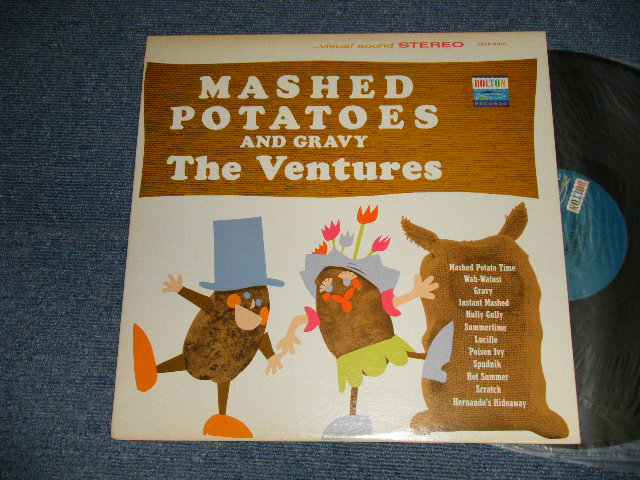 ...visual sound STEREO
DOLTON
RECORDS
MASHED
POTATOES
AND GRAVY
The Ventures
Mashed Potato Time
Wah-Watusi
Gravy
Instant Mashed
Hully Gully
Summertime
Lucille
Poison Ivy
Spudnik
Hot Summer
Scratch
Hernando's Hideaway
DOLTON